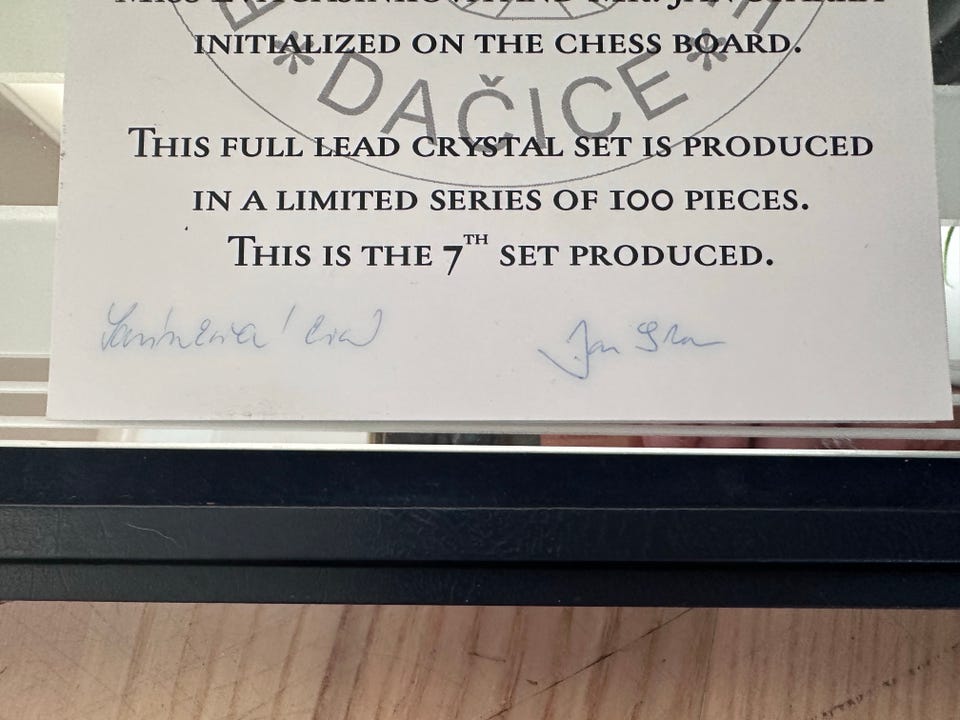 INITIALIZED ON THE CHESS BOARD.
* DAČICE *
THIS FULL LEAD CRYSTAL SET IS PRODUCED
IN A LIMITED SERIES OF 100 PIECES.
THIS IS THE 7TH SET PRODUCED.
Jan